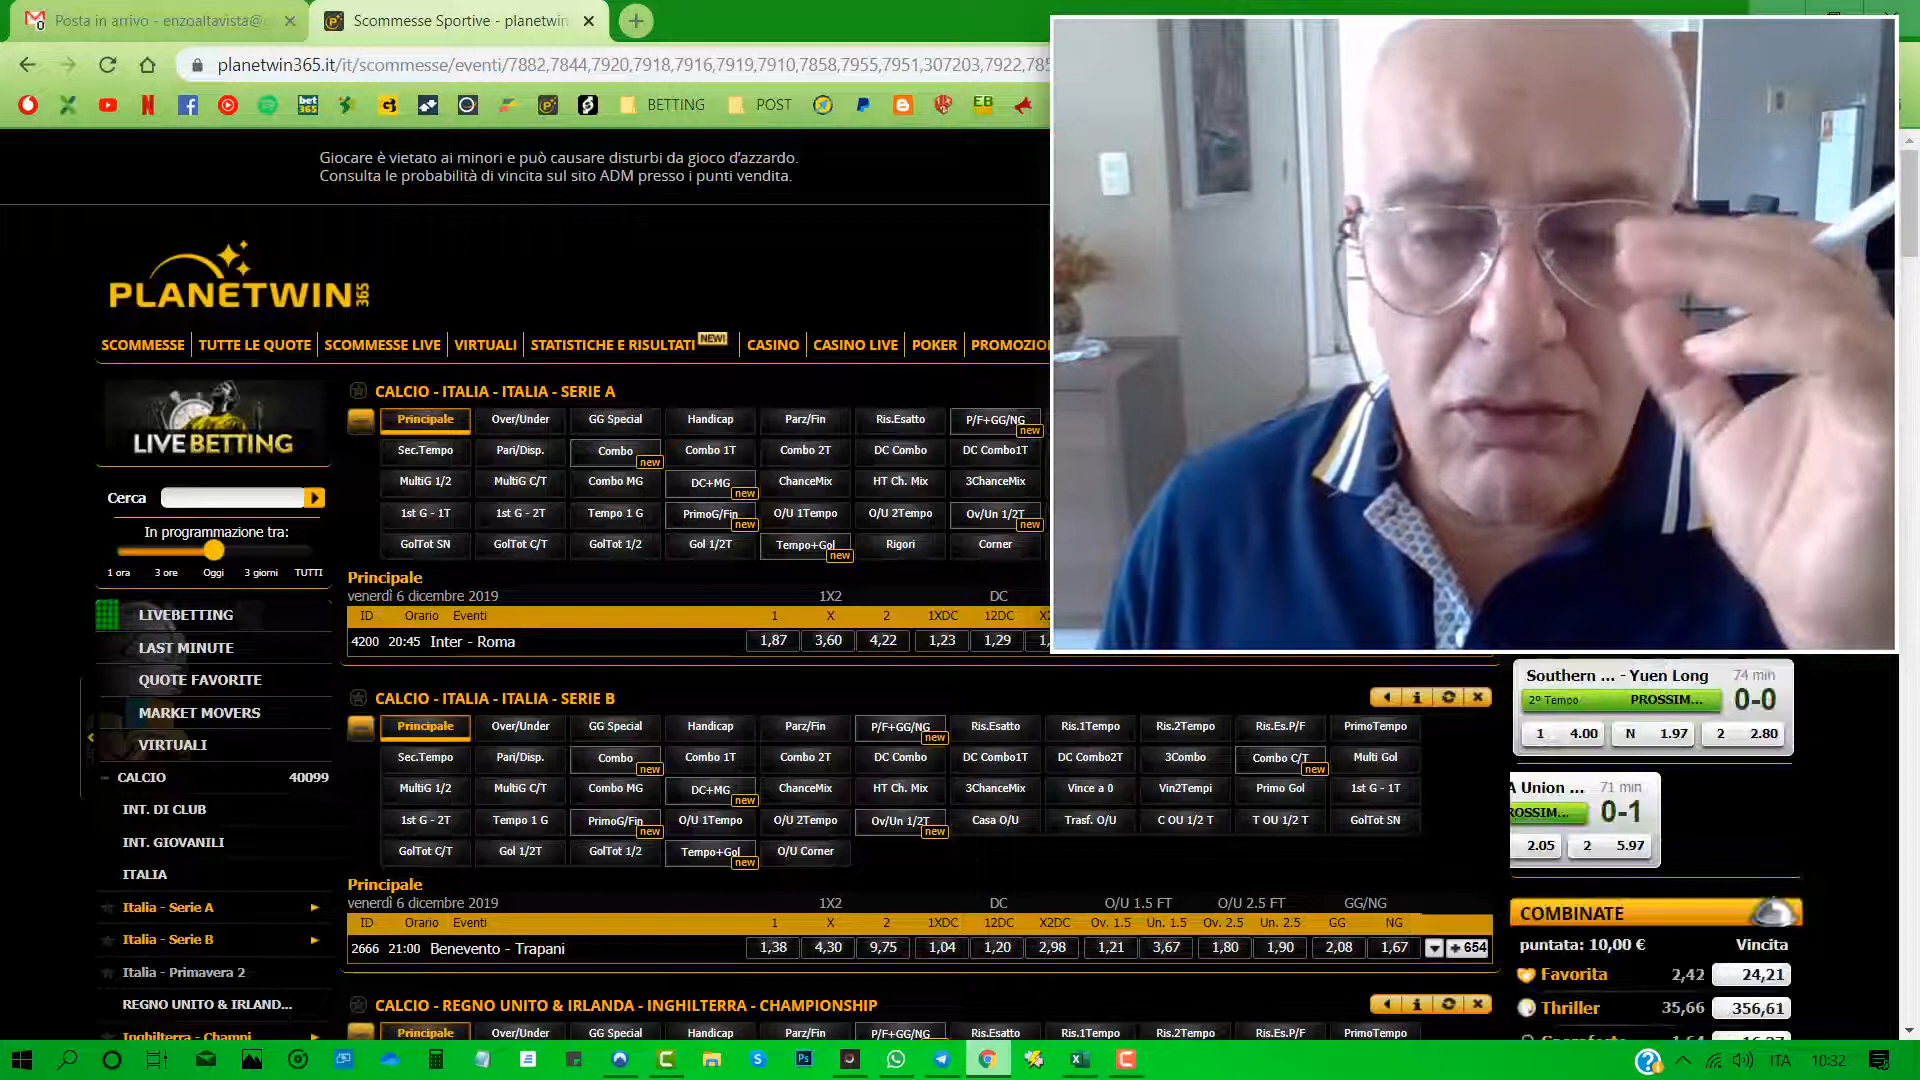 Posta in arrivo - enzoaltavista@
Scommesse Sportive - planetwin
planetwin365.it/it/scommesse/eventi/7882,7844,7920,7918,7916,7919,7910,7858,7955,7951,307203,7922,785
bet365
BETTING
POST
EB
Giocare è vietato ai minori e può causare disturbi da gioco d'azzardo.
Consulta le probabilità di vincita sul sito ADM presso i punti vendita.
PLANETWIN 365
SCOMMESSE
TUTTE LE QUOTE
SCOMMESSE LIVE
VIRTUALI
STATISTICHE E RISULTATI NEW!
CASINO
CASINO LIVE
POKER
PROMOZIO
LIVE BETTING
Cerca
In programmazione tra:
1 ora 3 ore Oggi 3 giorni TUTTI
LIVEBETTING
LAST MINUTE
QUOTE FAVORITE
MARKET MOVERS
VIRTUALI
CALCIO 40099
INT. DI CLUB
INT. GIOVANILI
ITALIA
Italia - Serie A
Italia - Serie B
Italia - Primavera 2
REGNO UNITO & IRLAND...
Inghilterra - Champi
CALCIO - ITALIA - ITALIA - SERIE A
Principale Over/Under GG Special Handicap Parz/Fin Ris.Esatto P/F+GG/NG new
Sec.Tempo Pari/Disp. Combo new Combo 1T Combo 2T DC Combo DC Combo1T
MultiG 1/2 MultiG C/T Combo MG DC+MG new ChanceMix HT Ch. Mix 3ChanceMix
1st G - 1T 1st G - 2T Tempo 1 G PrimoG/Fin new O/U 1Tempo O/U 2Tempo Ov/Un 1/2T new
GolTot SN GolTot C/T GolTot 1/2 Gol 1/2T Tempo+Gol new Rigori Corner
Principale
venerdì 6 dicembre 2019 1X2 DC
ID Orario Eventi 1 X 2 1XDC 12DC X2
4200 20:45 Inter - Roma 1,87 3,60 4,22 1,23 1,29 1,
CALCIO - ITALIA - ITALIA - SERIE B
Principale Over/Under GG Special Handicap Parz/Fin P/F+GG/NG new Ris.Esatto Ris.1Tempo Ris.2Tempo Ris.Es.P/F PrimoTempo
Sec.Tempo Pari/Disp. Combo new Combo 1T Combo 2T DC Combo DC Combo1T DC Combo2T 3Combo Combo C/T new Multi Gol
MultiG 1/2 MultiG C/T Combo MG DC+MG new ChanceMix HT Ch. Mix 3ChanceMix Vince a 0 Vin2Tempi Primo Gol 1st G - 1T
1st G - 2T Tempo 1 G PrimoG/Fin new O/U 1Tempo O/U 2Tempo Ov/Un 1/2T new Casa O/U Trasf. O/U C OU 1/2 T T OU 1/2 T GolTot SN
GolTot C/T Gol 1/2T GolTot 1/2 Tempo+Gol new O/U Corner
Principale
venerdì 6 dicembre 2019 1X2 DC O/U 1.5 FT O/U 2.5 FT GG/NG
ID Orario Eventi 1 X 2 1XDC 12DC X2DC Ov. 1.5 Un. 1.5 Ov. 2.5 Un. 2.5 GG NG
2666 21:00 Benevento - Trapani 1,38 4,30 9,75 1,04 1,20 2,98 1,21 3,67 1,80 1,90 2,08 1,67 +654
CALCIO - REGNO UNITO & IRLANDA - INGHILTERRA - CHAMPIONSHIP
Principale Over/Under GG Special Handicap Parz/Fin P/F+GG/NG Ris.Esatto Ris.1Tempo Ris.2Tempo Ris.Es.P/F PrimoTempo
Southern ... - Yuen Long 74 min
2° Tempo PROSSIM... 0-0
1 4.00 N 1.97 2 2.80
A Union ... 71 min
ROSSIM... 0-1
2.05 2 5.97
COMBINATE
puntata: 10,00 € Vincita
Favorita 2,42 24,21
Thriller 35,66 356,61
ITA
10:32